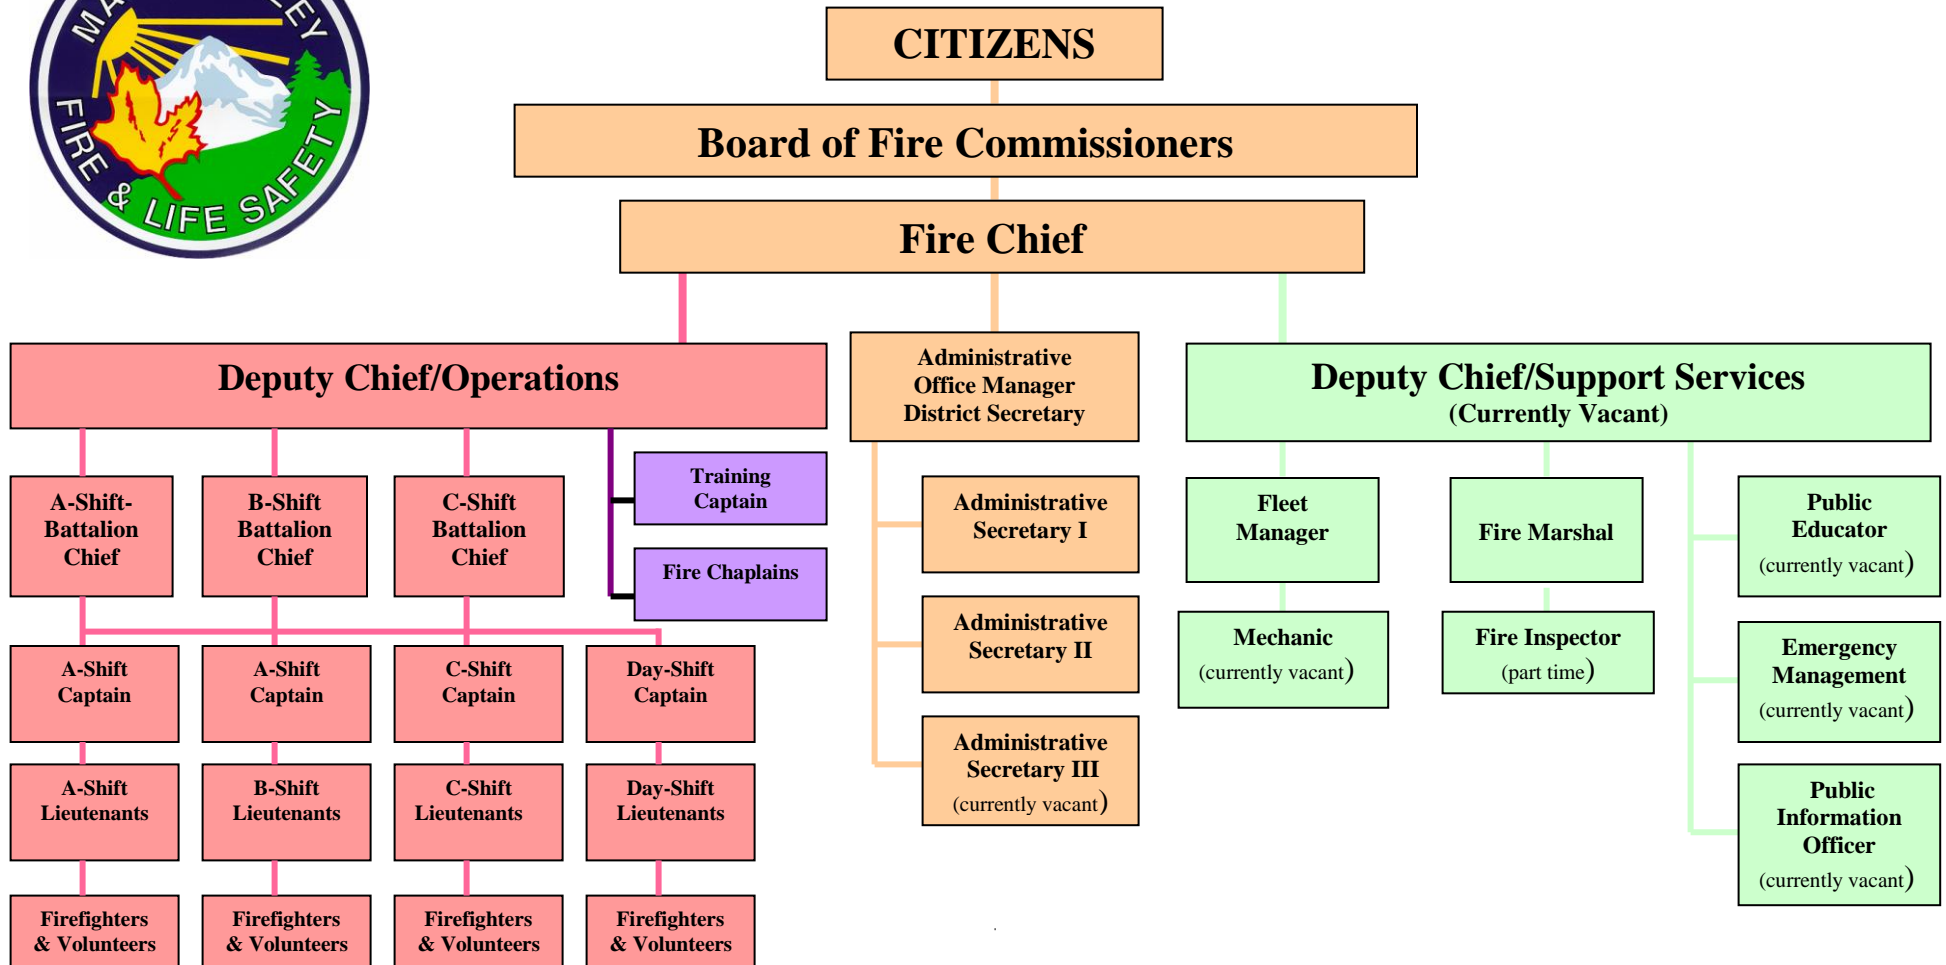 FIRE & LIFE SAFETY
CITIZENS
Board of Fire Commissioners
Fire Chief
Deputy Chief/Operations
Administrative
Office Manager
District Secretary
Deputy Chief/Support Services
(Currently Vacant)
A-Shift-
Battalion
Chief
B-Shift
Battalion
Chief
C-Shift
Battalion
Chief
Training
Captain
Fire Chaplains
Administrative
Secretary I
Administrative
Secretary II
Administrative
Secretary III
(currently vacant)
Fleet
Manager
Fire Marshal
Public
Educator
(currently vacant)
Mechanic
(currently vacant)
Fire Inspector
(part time)
Emergency
Management
(currently vacant)
Public
Information
Officer
(currently vacant)
A-Shift
Captain
A-Shift
Captain
C-Shift
Captain
Day-Shift
Captain
A-Shift
Lieutenants
B-Shift
Lieutenants
C-Shift
Lieutenants
Day-Shift
Lieutenants
Firefighters
& Volunteers
Firefighters
& Volunteers
Firefighters
& Volunteers
Firefighters
& Volunteers